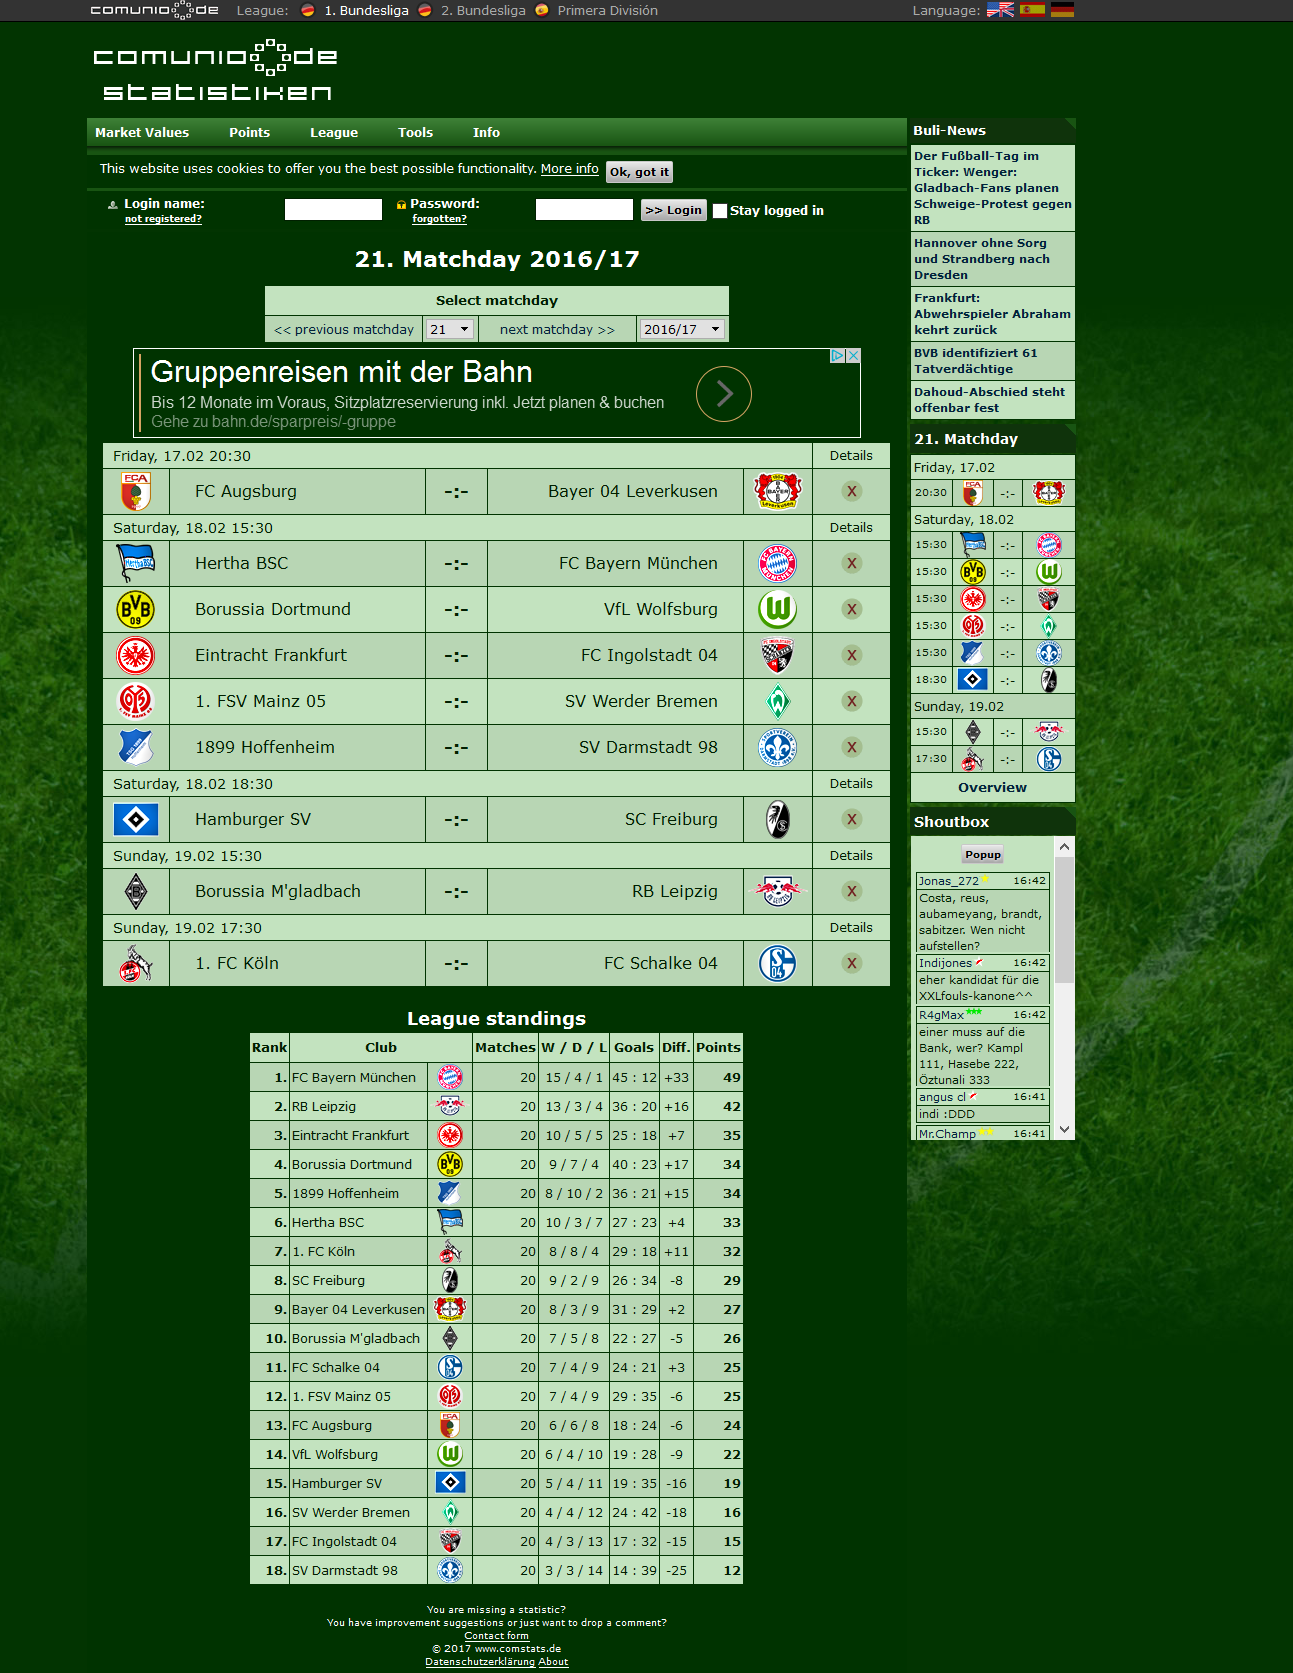 comunio de League: 1. Bundesliga 2. Bundesliga Primera División Language:
comunio de
statistiken
Market Values Points League Tools Info
This website uses cookies to offer you the best possible functionality. More info Ok, got it
Login name: Password: >> Login Stay logged in
not registered? forgotten?
21. Matchday 2016/17
Select matchday
<< previous matchday 21 next matchday >> 2016/17
Gruppenreisen mit der Bahn
Bis 12 Monate im Voraus, Sitzplatzreservierung inkl. Jetzt planen & buchen
Gehe zu bahn.de/sparpreis/-gruppe
Friday, 17.02 20:30 Details
FC Augsburg -:- Bayer 04 Leverkusen X
Saturday, 18.02 15:30 Details
Hertha BSC -:- FC Bayern München X
Borussia Dortmund -:- VfL Wolfsburg X
Eintracht Frankfurt -:- FC Ingolstadt 04 X
1. FSV Mainz 05 -:- SV Werder Bremen X
1899 Hoffenheim -:- SV Darmstadt 98 X
Saturday, 18.02 18:30 Details
Hamburger SV -:- SC Freiburg X
Sunday, 19.02 15:30 Details
Borussia M'gladbach -:- RB Leipzig X
Sunday, 19.02 17:30 Details
1. FC Köln -:- FC Schalke 04 X
League standings
Rank Club Matches W / D / L Goals Diff. Points
1. FC Bayern München 20 15 / 4 / 1 45 : 12 +33 49
2. RB Leipzig 20 13 / 3 / 4 36 : 20 +16 42
3. Eintracht Frankfurt 20 10 / 5 / 5 25 : 18 +7 35
4. Borussia Dortmund 20 9 / 7 / 4 40 : 23 +17 34
5. 1899 Hoffenheim 20 8 / 10 / 2 36 : 21 +15 34
6. Hertha BSC 20 10 / 3 / 7 27 : 23 +4 33
7. 1. FC Köln 20 8 / 8 / 4 29 : 18 +11 32
8. SC Freiburg 20 9 / 2 / 9 26 : 34 -8 29
9. Bayer 04 Leverkusen 20 8 / 3 / 9 31 : 29 +2 27
10. Borussia M'gladbach 20 7 / 5 / 8 22 : 27 -5 26
11. FC Schalke 04 20 7 / 4 / 9 24 : 21 +3 25
12. 1. FSV Mainz 05 20 7 / 4 / 9 29 : 35 -6 25
13. FC Augsburg 20 6 / 6 / 8 18 : 24 -6 24
14. VfL Wolfsburg 20 6 / 4 / 10 19 : 28 -9 22
15. Hamburger SV 20 5 / 4 / 11 19 : 35 -16 19
16. SV Werder Bremen 20 4 / 4 / 12 24 : 42 -18 16
17. FC Ingolstadt 04 20 4 / 3 / 13 17 : 32 -15 15
18. SV Darmstadt 98 20 3 / 3 / 14 14 : 39 -25 12
You are missing a statistic?
You have improvement suggestions or just want to drop a comment?
Contact form
© 2017 www.comstats.de
Datenschutzerklärung About
Buli-News
Der Fußball-Tag im
Ticker: Wenger:
Gladbach-Fans planen
Schweige-Protest gegen
RB
Hannover ohne Sorg
und Strandberg nach
Dresden
Frankfurt:
Abwehrspieler Abraham
kehrt zurück
BVB identifiziert 61
Tatverdächtige
Dahoud-Abschied steht
offenbar fest
21. Matchday
Friday, 17.02
20:30 -:-
Saturday, 18.02
15:30 -:-
15:30 -:-
15:30 -:-
15:30 -:-
15:30 -:-
18:30 -:-
Sunday, 19.02
15:30 -:-
17:30 -:-
Overview
Shoutbox
Popup
Jonas_272 16:42
Costa, reus,
aubameyang, brandt,
sabitzer. Wen nicht
aufstellen?
Indijones 16:42
eher kandidat für die
XXLfouls-kanone^^
R4gMax 16:42
einer muss auf die
Bank, wer? Kampl
111, Hasebe 222,
Öztunali 333
angus cl 16:41
indi :DDD
Mr.Champ 16:41